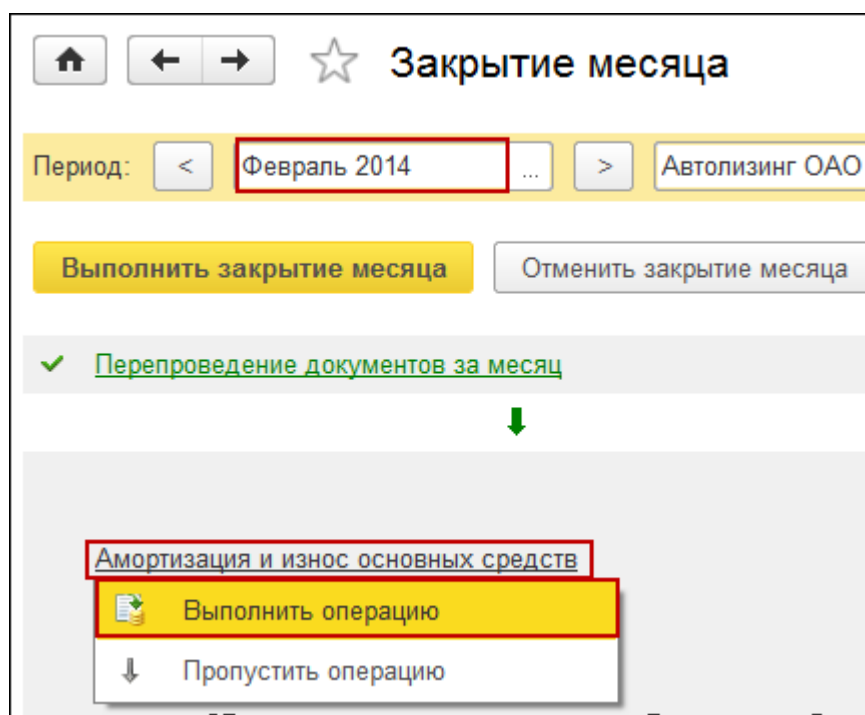 Закрытие месяца
Период: < Февраль 2014 ... > Автолизинг ОАО
Выполнить закрытие месяца Отменить закрытие месяца
Перепроведение документов за месяц
Амортизация и износ основных средств
Выполнить операцию
Пропустить операцию